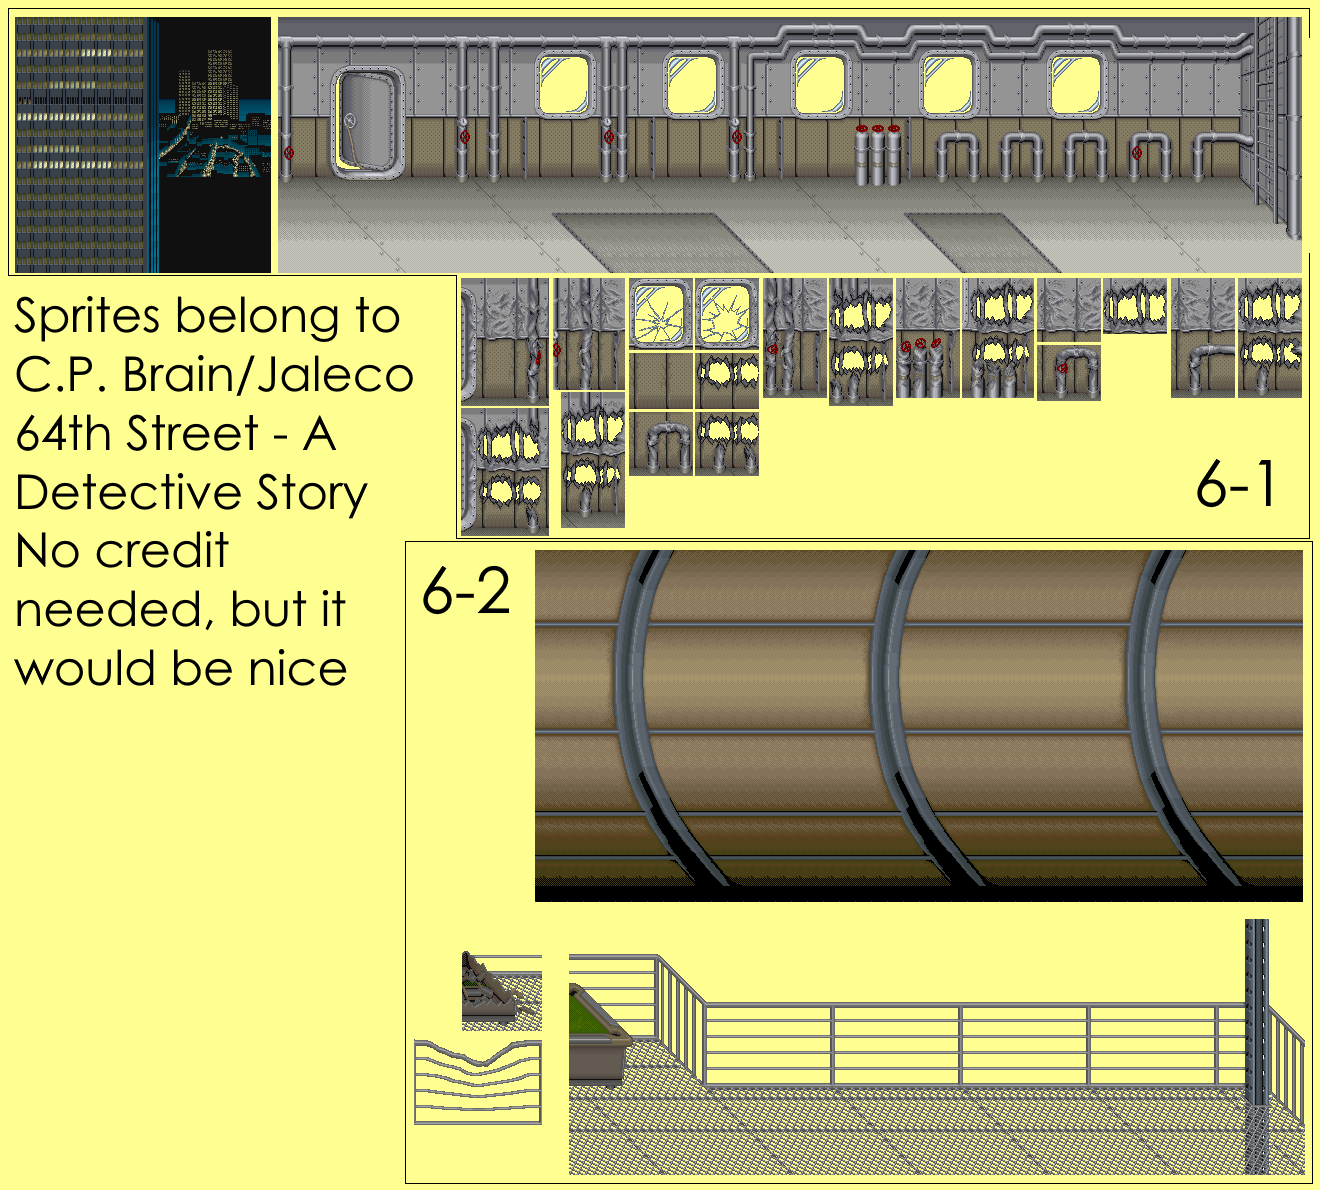 Sprites belong to
C.P. Brain/Jaleco
64th Street - A
Detective Story
No credit
needed, but it
would be nice
6-1
6-2